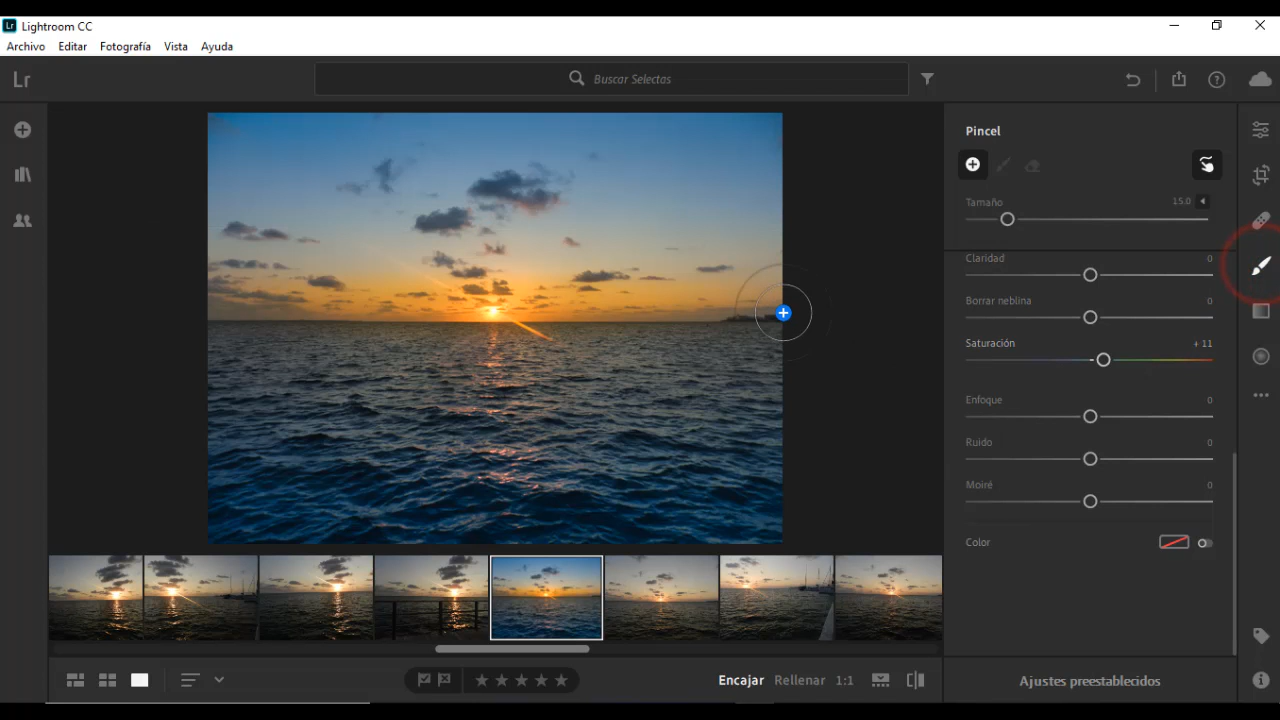 Lr Lightroom CC
Archivo Editar Fotografía Vista Ayuda
Lr
Buscar Selectas
Pincel
Tamaño 15.0
Claridad 0
Borrar neblina 0
Saturación + 11
Enfoque 0
Ruido 0
Moiré 0
Color
Encajar Rellenar 1:1
Ajustes preestablecidos